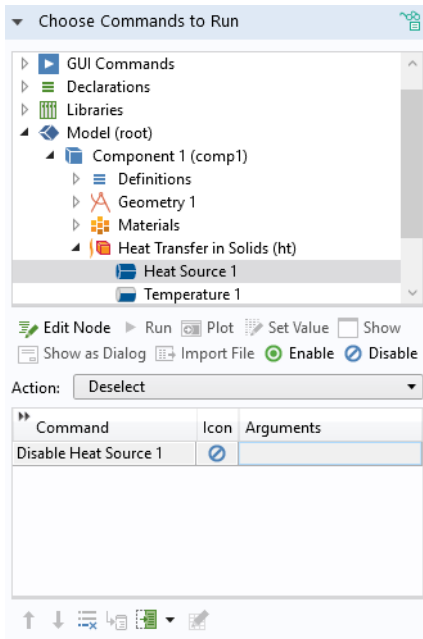 Choose Commands to Run
GUI Commands
Declarations
Libraries
Model (root)
Component 1 (comp1)
Definitions
Geometry 1
Materials
Heat Transfer in Solids (ht)
Heat Source 1
Temperature 1
Edit Node Run Plot Set Value Show
Show as Dialog Import File Enable Disable
Action: Deselect
Command Icon Arguments
Disable Heat Source 1